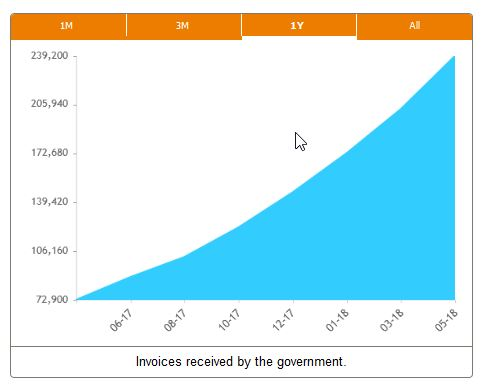 1M 3M 1Y All
239,200
205,940
172,680
139,420
106,160
72,900
06-17 08-17 10-17 12-17 01-18 03-18 05-18
Invoices received by the government.